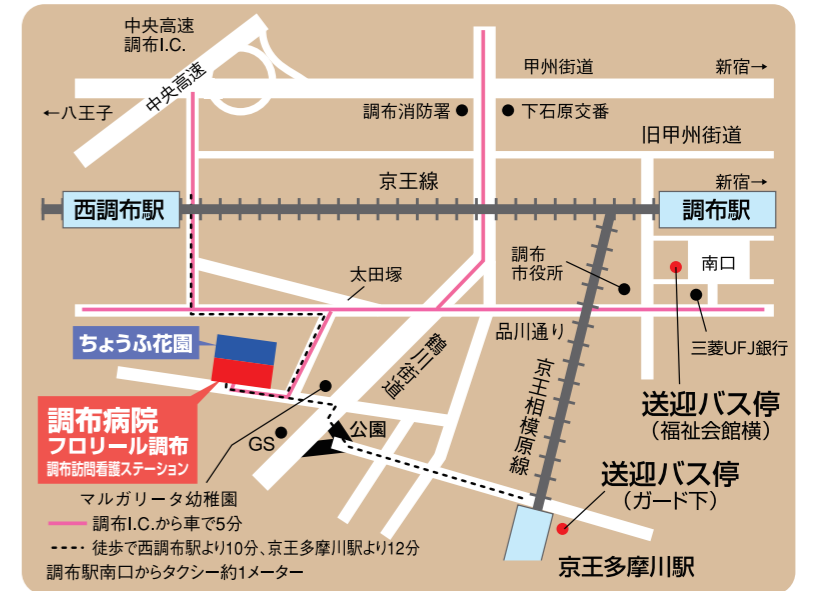 中央高速
調布I.C.
中央高速
甲州街道
新宿→
←八王子
調布消防署
下石原交番
旧甲州街道
京王線
新宿→
西調布駅
調布駅
調布
市役所
南口
太田塚
品川通り
三菱UFJ銀行
ちょうふ花園
鶴川街道
京王相模原線
送迎バス停
(福祉会館横)
調布病院
フロリール調布
調布訪問看護ステーション
公園
GS
送迎バス停
(ガード下)
マルガリータ幼稚園
調布I.C.から車で5分
徒歩で西調布駅より10分、京王多摩川駅より12分
京王多摩川駅
調布駅南口からタクシー約1メーター